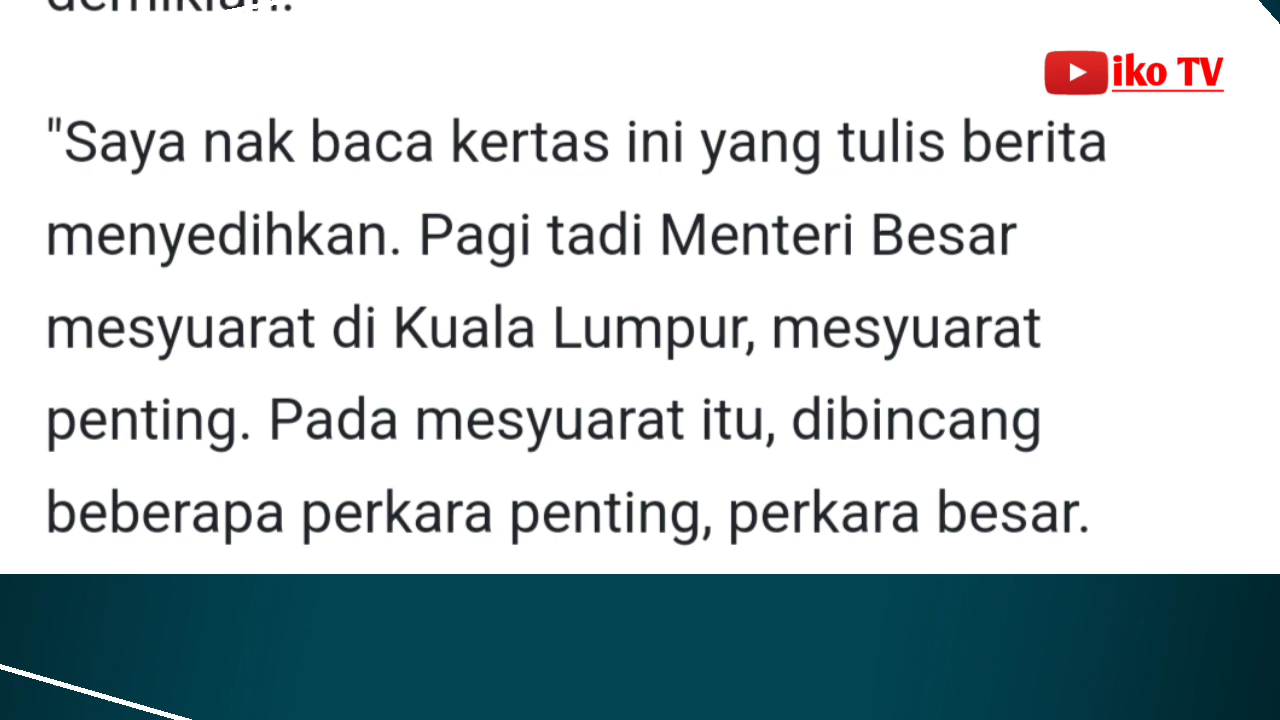 iko TV
"Saya nak baca kertas ini yang tulis berita
menyedihkan. Pagi tadi Menteri Besar
mesyuarat di Kuala Lumpur, mesyuarat
penting. Pada mesyuarat itu, dibincang
beberapa perkara penting, perkara besar.